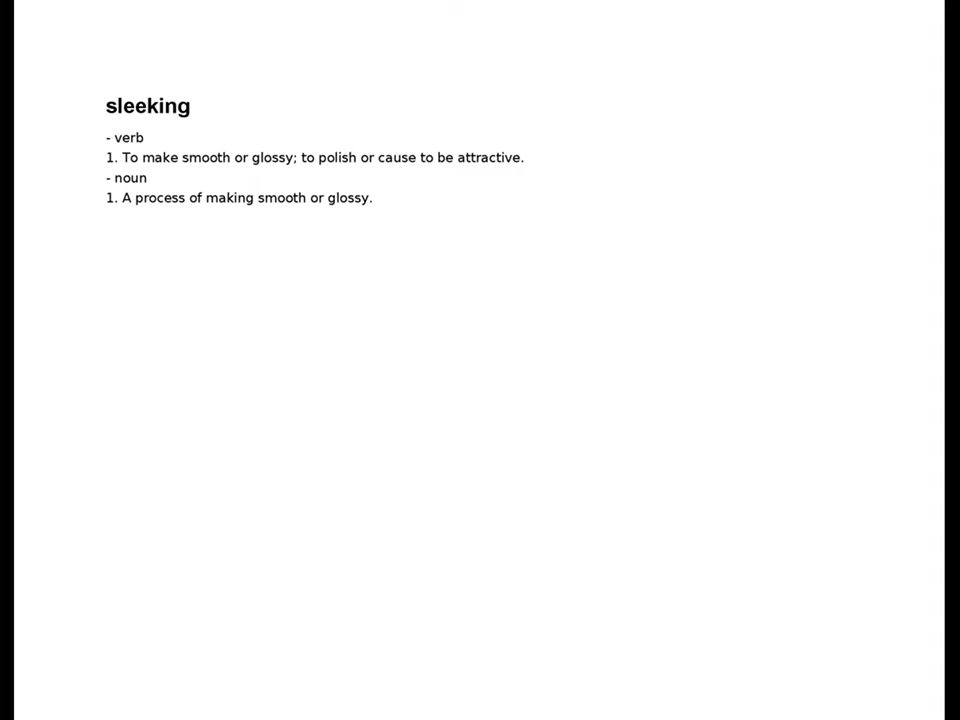 sleeking
- verb
1. To make smooth or glossy; to polish or cause to be attractive.
- noun
1. A process of making smooth or glossy.